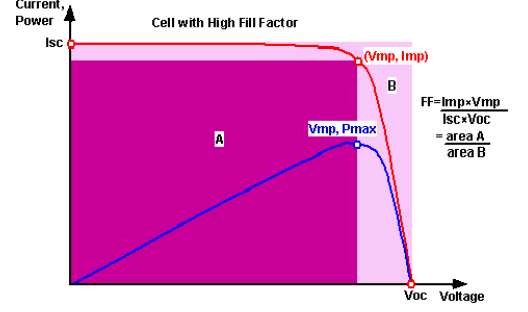 Current,
Power
Cell with High Fill Factor
Isc
(Vmp, Imp)
B
FF=Imp×Vmp
Isc×Voc
= area A
area B
Vmp, Pmax
A
Voc
Voltage